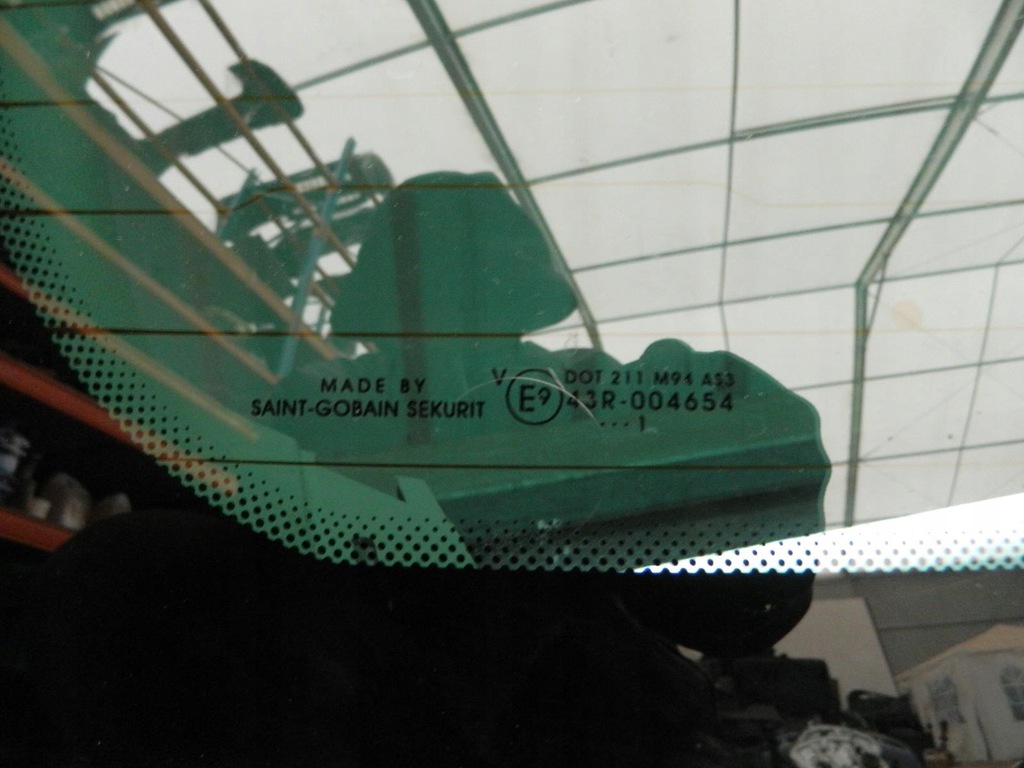 MADE BY
SAINT-GOBAIN SEKURIT
V
E9
DOT 211 M94 AS3
43R-004654
...1